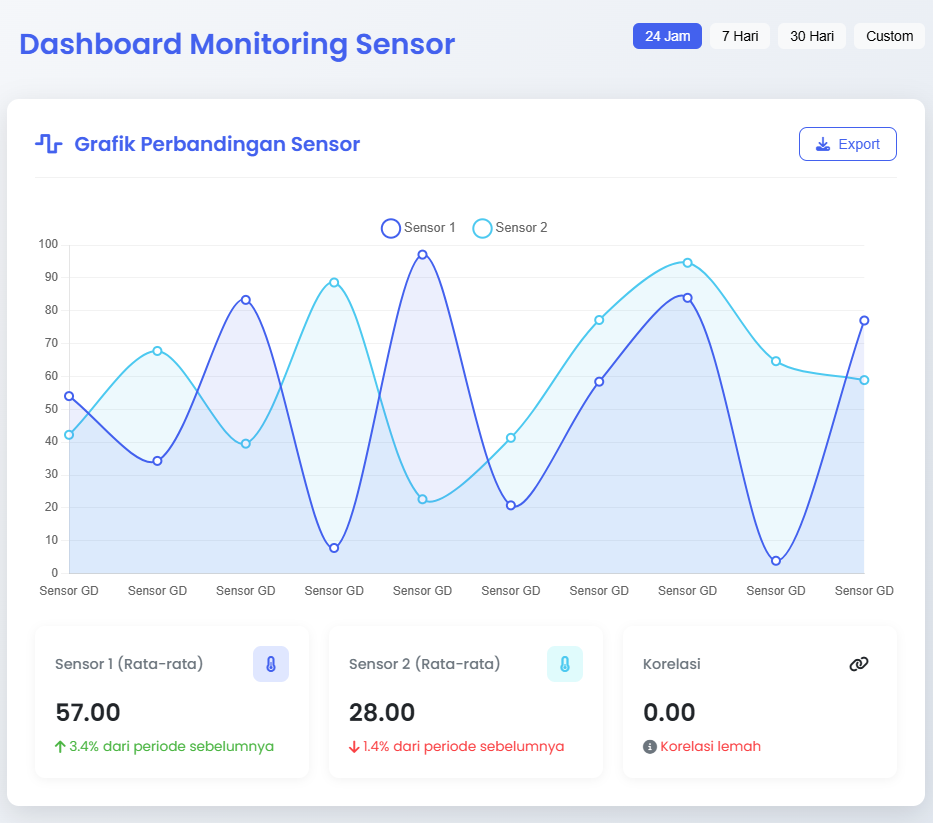 Dashboard Monitoring Sensor
24 Jam 7 Hari 30 Hari Custom
Grafik Perbandingan Sensor
Export
Sensor 1 Sensor 2
100
90
80
70
60
50
40
30
20
10
0
Sensor GD Sensor GD Sensor GD Sensor GD Sensor GD Sensor GD Sensor GD Sensor GD Sensor GD Sensor GD
Sensor 1 (Rata-rata)
57.00
3.4% dari periode sebelumnya
Sensor 2 (Rata-rata)
28.00
1.4% dari periode sebelumnya
Korelasi
0.00
Korelasi lemah